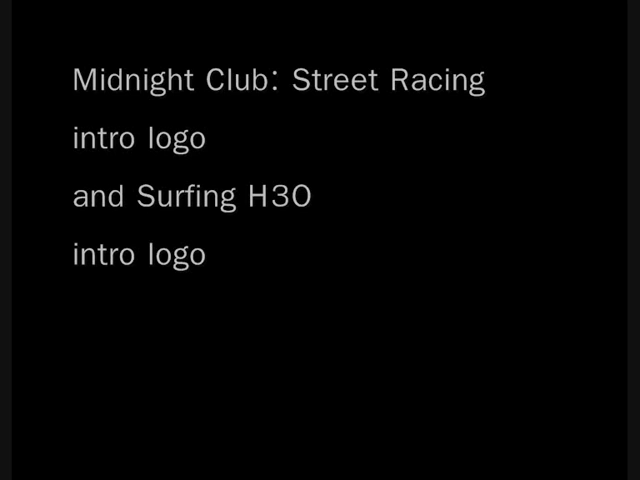 Midnight Club: Street Racing
intro logo
and Surfing H3O
intro logo